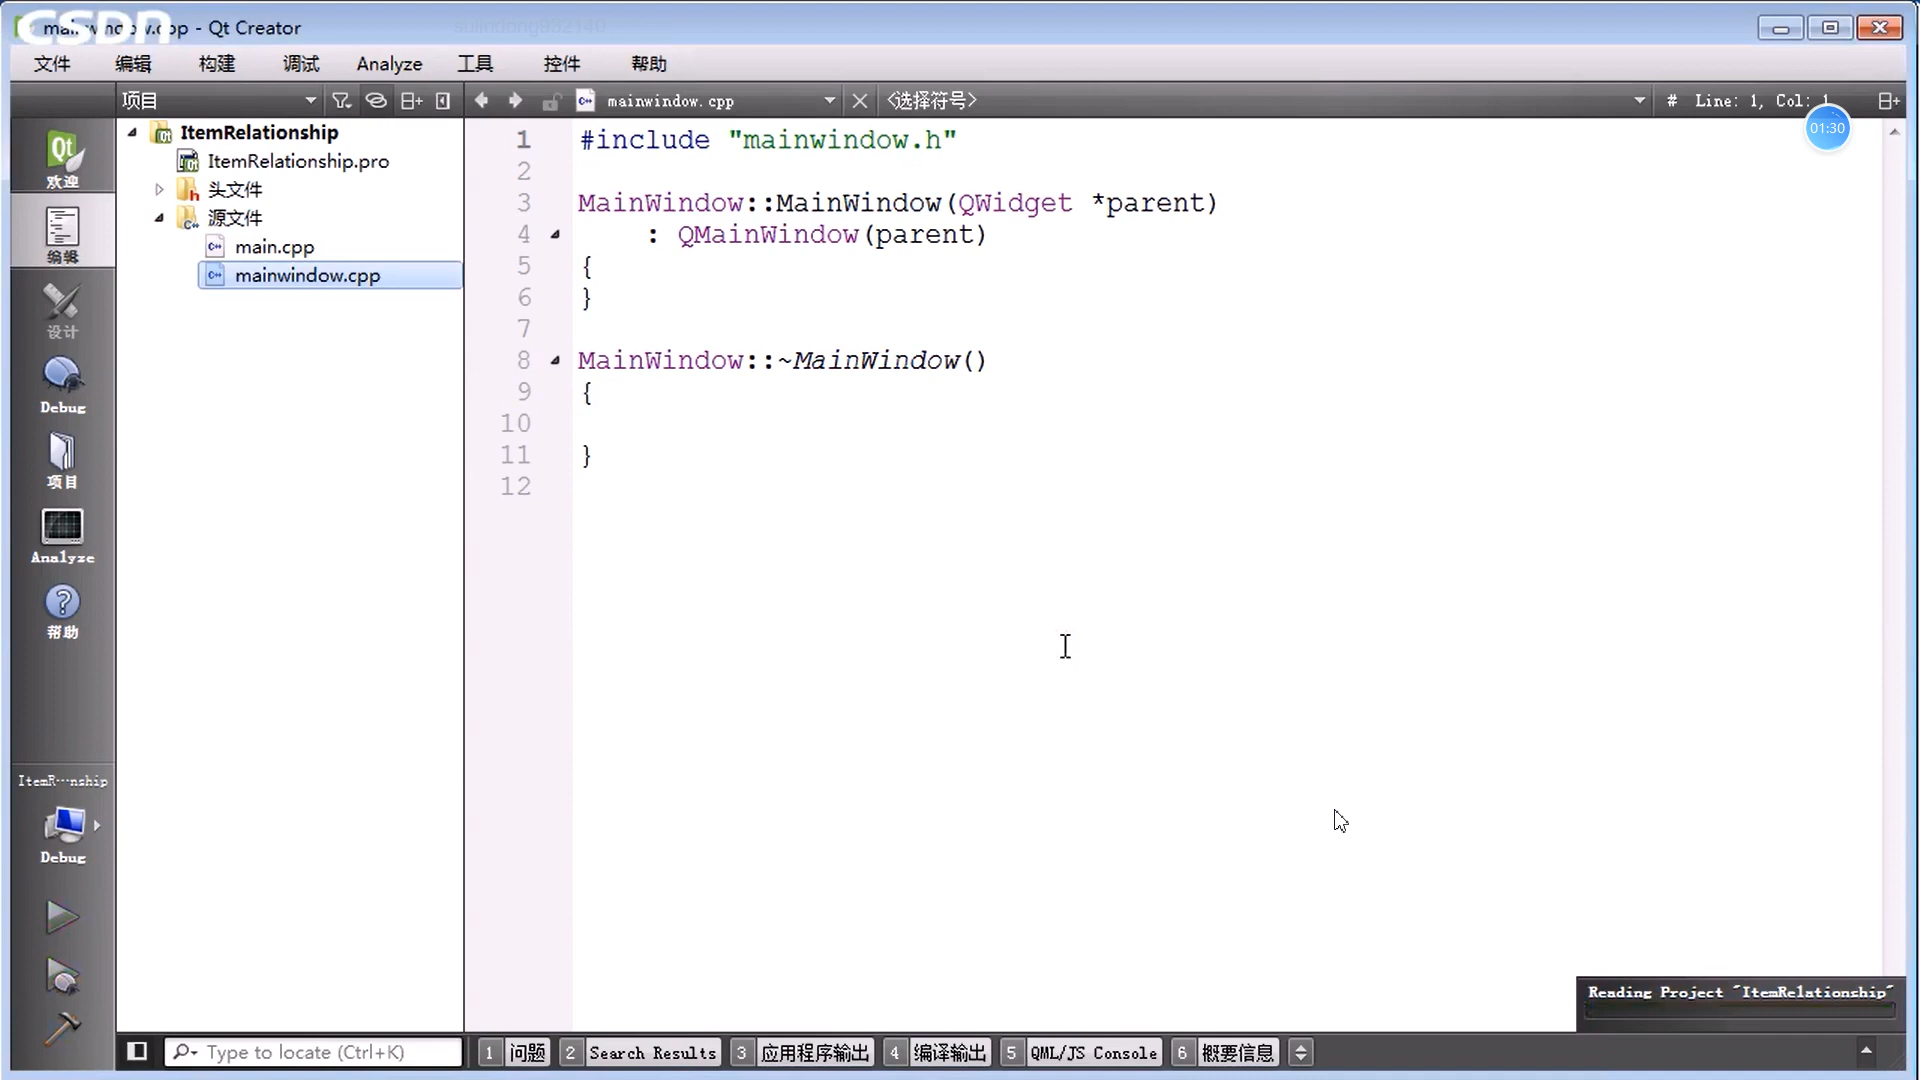 CSDN
mainwindow.cpp - Qt Creator
文件 编辑 构建 调试 Analyze 工具 控件 帮助
项目 mainwindow.cpp <选择符号> # Line: 1, Col: 1
01:30
欢迎
编辑
设计
Debug
项目
Analyze
帮助
ItemR···nship
Debug
ItemRelationship
ItemRelationship.pro
头文件
源文件
main.cpp
mainwindow.cpp
1 #include "mainwindow.h"
2
3 MainWindow::MainWindow(QWidget *parent)
4 : QMainWindow(parent)
5 {
6 }
7
8 MainWindow::~MainWindow()
9 {
10
11 }
12
Reading Project "ItemRelationship"
Type to locate (Ctrl+K) 1 问题 2 Search Results 3 应用程序输出 4 编译输出 5 QML/JS Console 6 概要信息